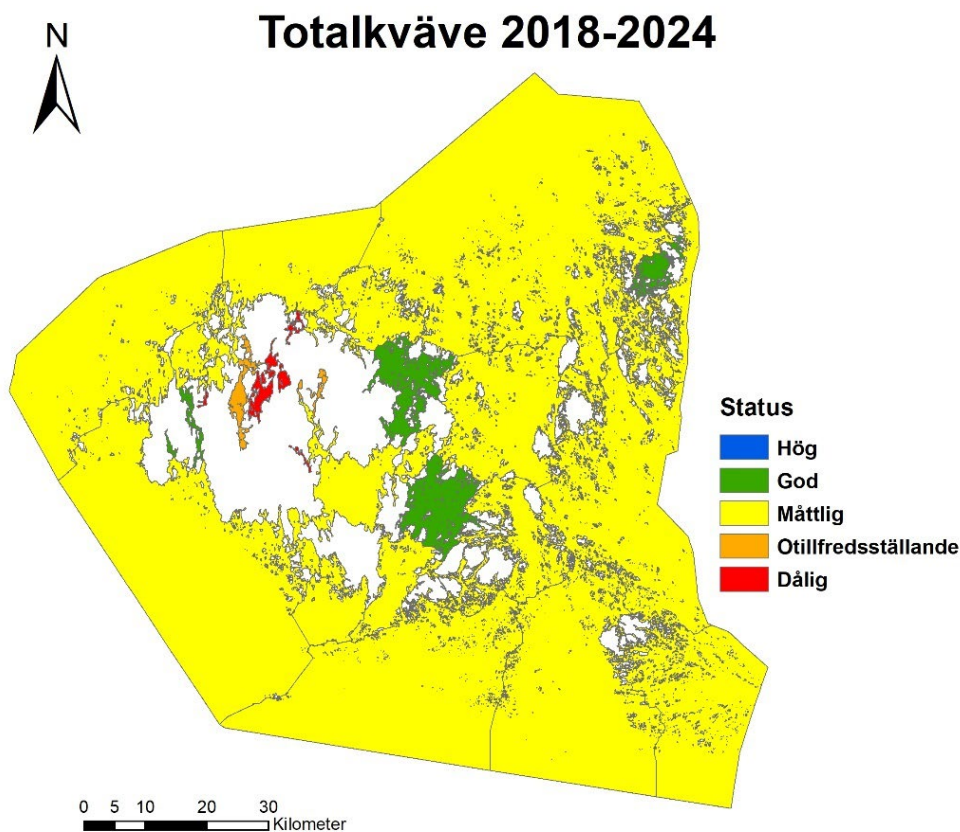 Totalkväve 2018-2024
N
Status
Hög
God
Måttlig
Otillfredsställande
Dålig
0 5 10 20 30
Kilometer